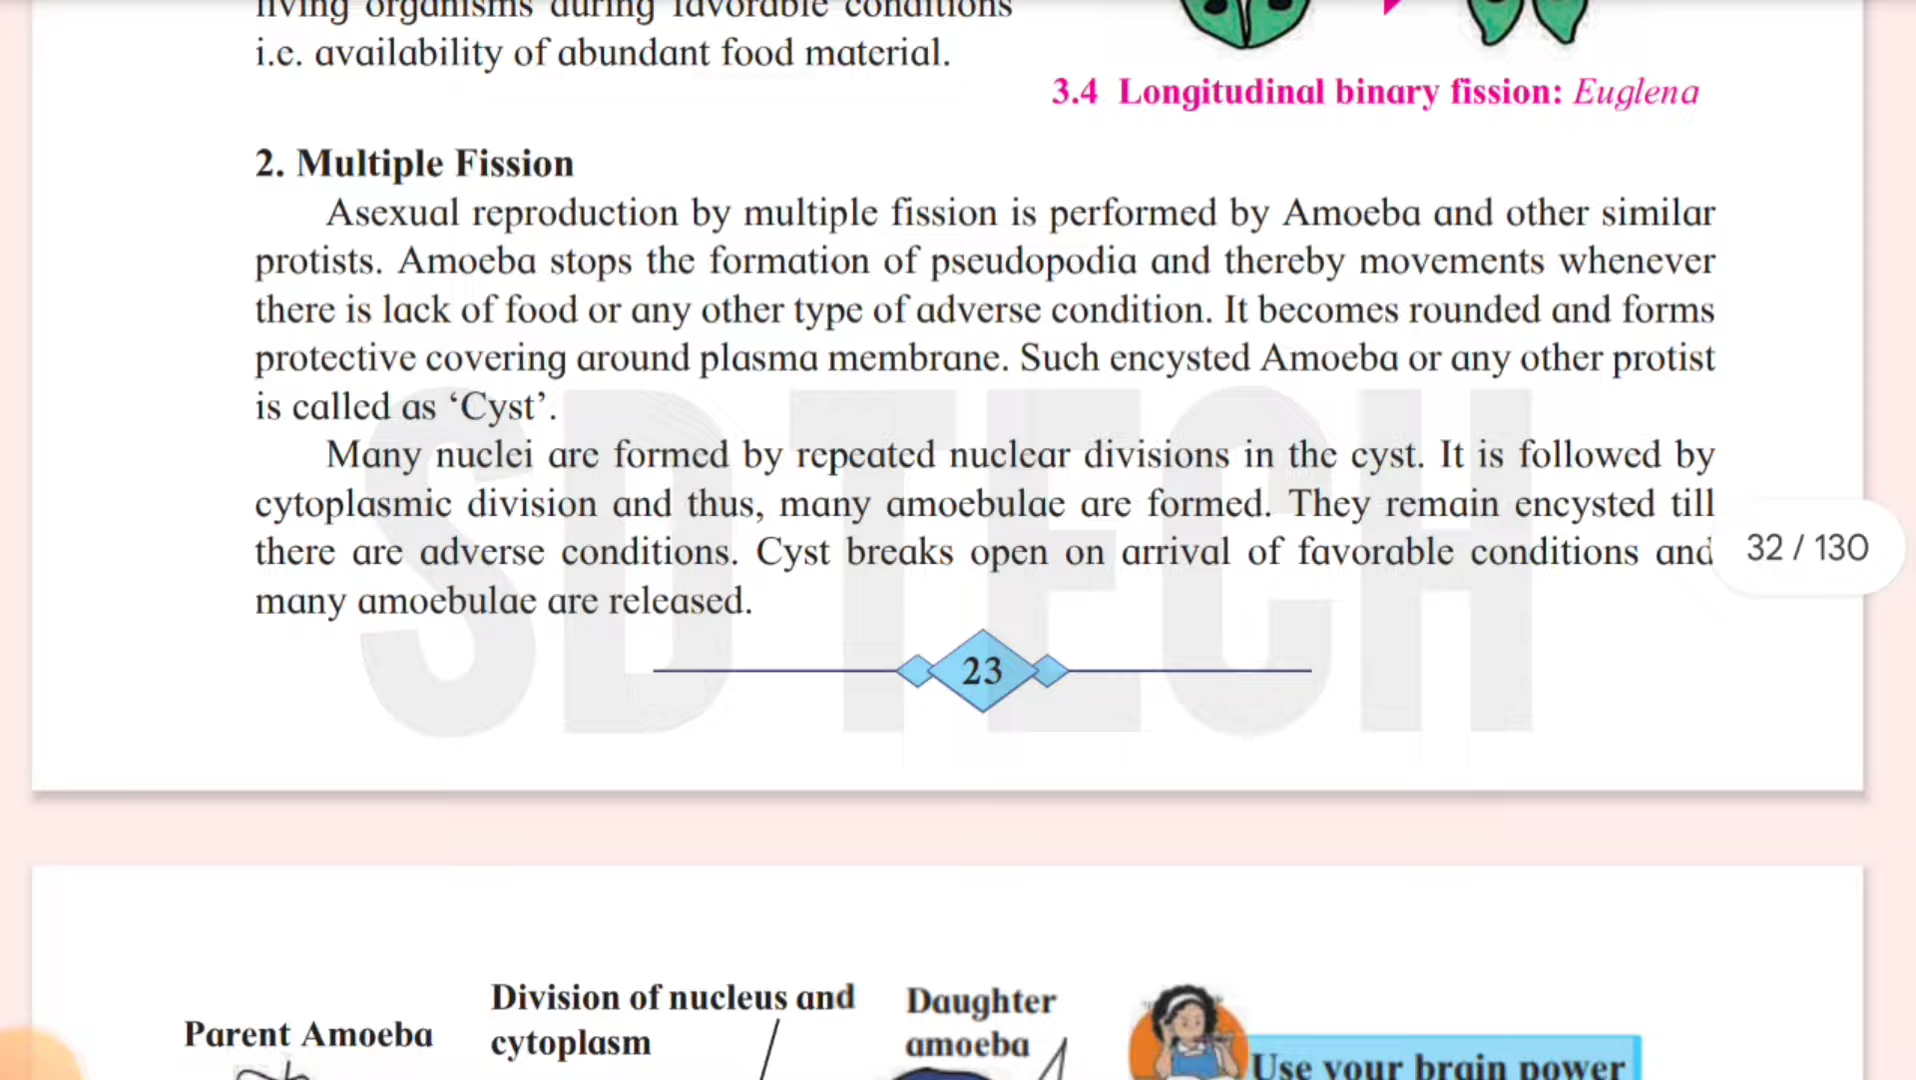 living organisms during favorable conditions
i.e. availability of abundant food material.
3.4 Longitudinal binary fission: Euglena
2. Multiple Fission
Asexual reproduction by multiple fission is performed by Amoeba and other similar
protists. Amoeba stops the formation of pseudopodia and thereby movements whenever
there is lack of food or any other type of adverse condition. It becomes rounded and forms
protective covering around plasma membrane. Such encysted Amoeba or any other protist
is called as ‘Cyst’.
Many nuclei are formed by repeated nuclear divisions in the cyst. It is followed by
cytoplasmic division and thus, many amoebulae are formed. They remain encysted till
there are adverse conditions. Cyst breaks open on arrival of favorable conditions and
many amoebulae are released.
32 / 130
SD TECH
23
Parent Amoeba
Division of nucleus and
cytoplasm
Daughter
amoeba
Use your brain power